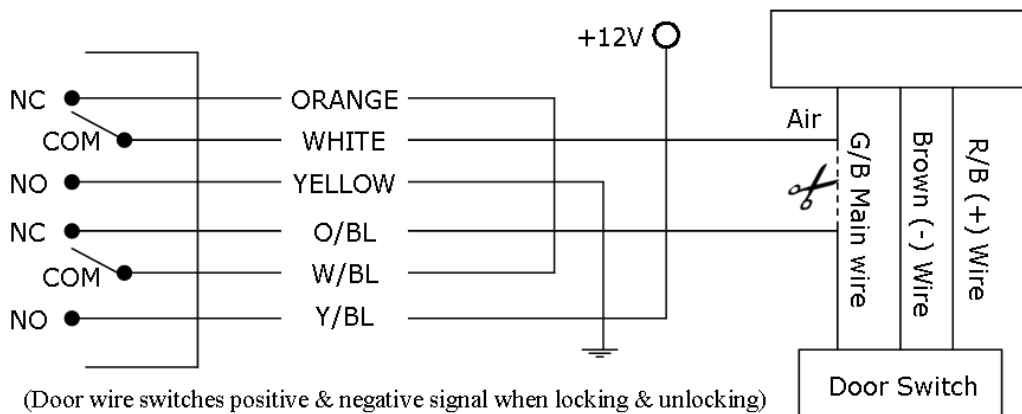 +12V
NC
ORANGE
Air
COM
WHITE
NO
YELLOW
NC
O/BL
COM
W/BL
NO
Y/BL
G/B Main wire
Brown (-) Wire
R/B (+) Wire
Door Switch
(Door wire switches positive & negative signal when locking & unlocking)